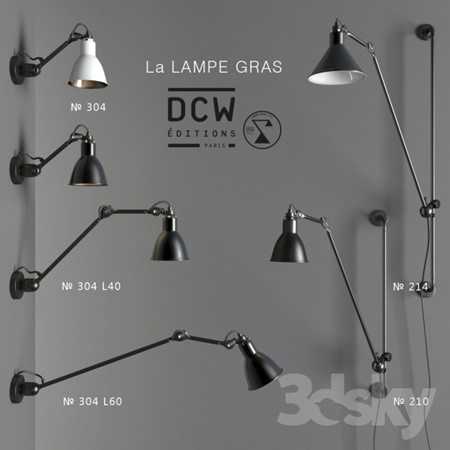 La LAMPE GRAS
DCW
ÉDITIONS
PARIS
№ 304
№ 304 L40
№ 214
№ 304 L60
№ 210
3dsky